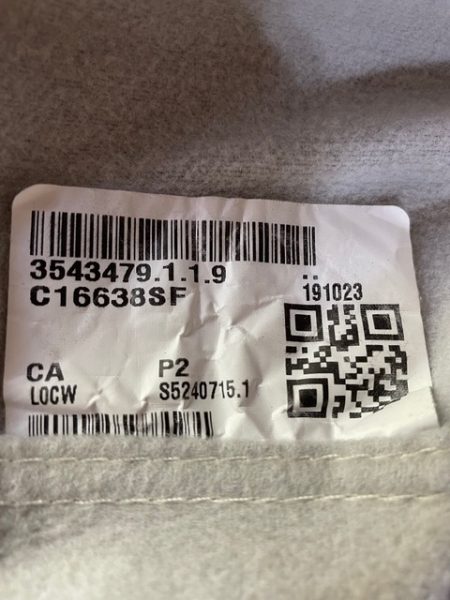 3543479.1.1.9
C16638SF
191023
CA P2
LOCW S5240715.1